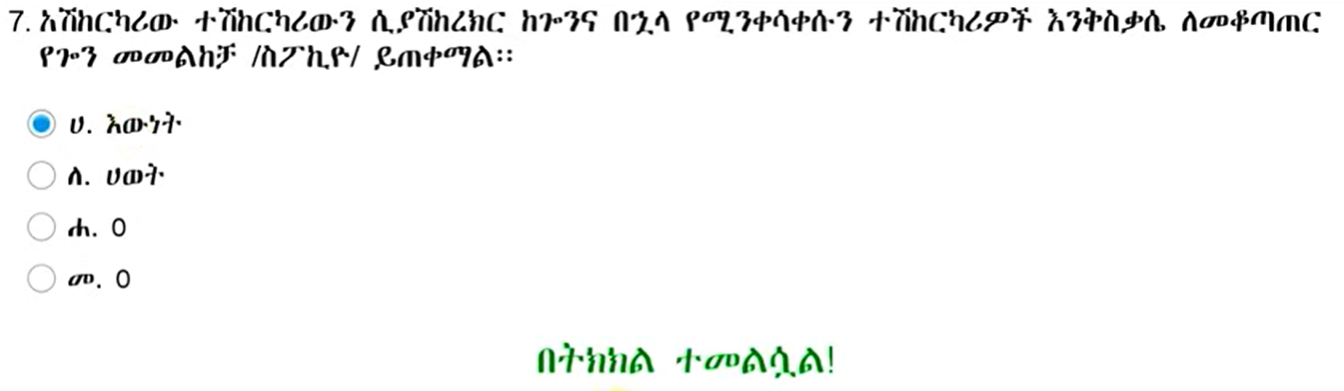 7. አሽከርካሪው ተሽከርካሪውን ሲያሽከረክር ከጐንና በኋላ የሚንቀሳቀሱን ተሽከርካሪዎች እንቅስቃሴ ለመቆጣጠር
የጐን መመልከቻ /ስፖኪዮ/ ይጠቀማል፡፡
ሀ. እውነት
ለ. ሀወት
ሐ. 0
መ. 0
በትክክል ተመልሷል!